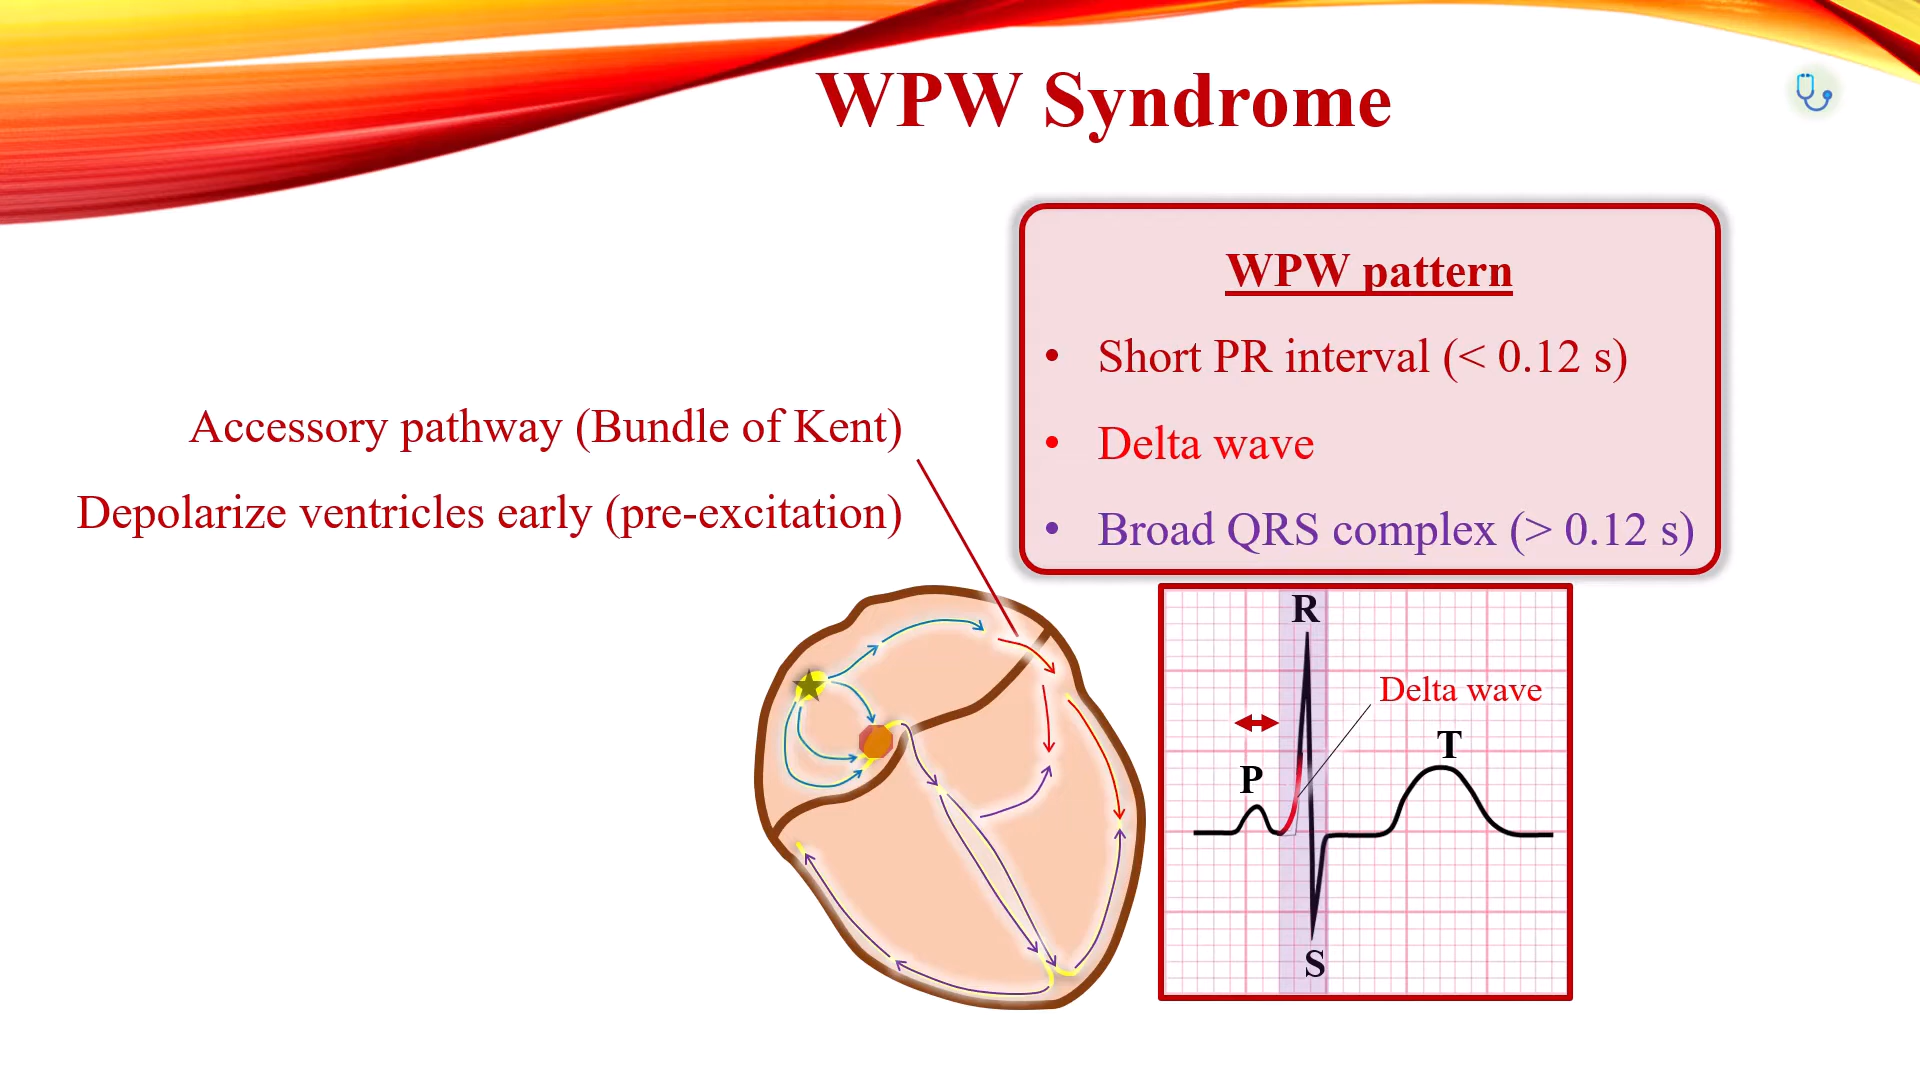 WPW Syndrome
Accessory pathway (Bundle of Kent)
Depolarize ventricles early (pre-excitation)
WPW pattern
• Short PR interval (< 0.12 s)
• Delta wave
• Broad QRS complex (> 0.12 s)
R
Delta wave
T
P
S